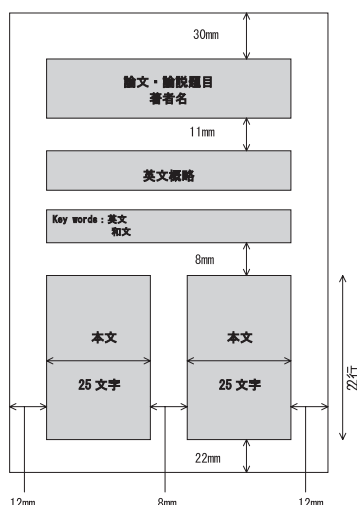 30mm
論文・論説題目
著者名
11mm
英文概略
Key words：英文
和文
8mm
本文
25 文字
本文
25 文字
22行
22mm
12mm
8mm
12mm